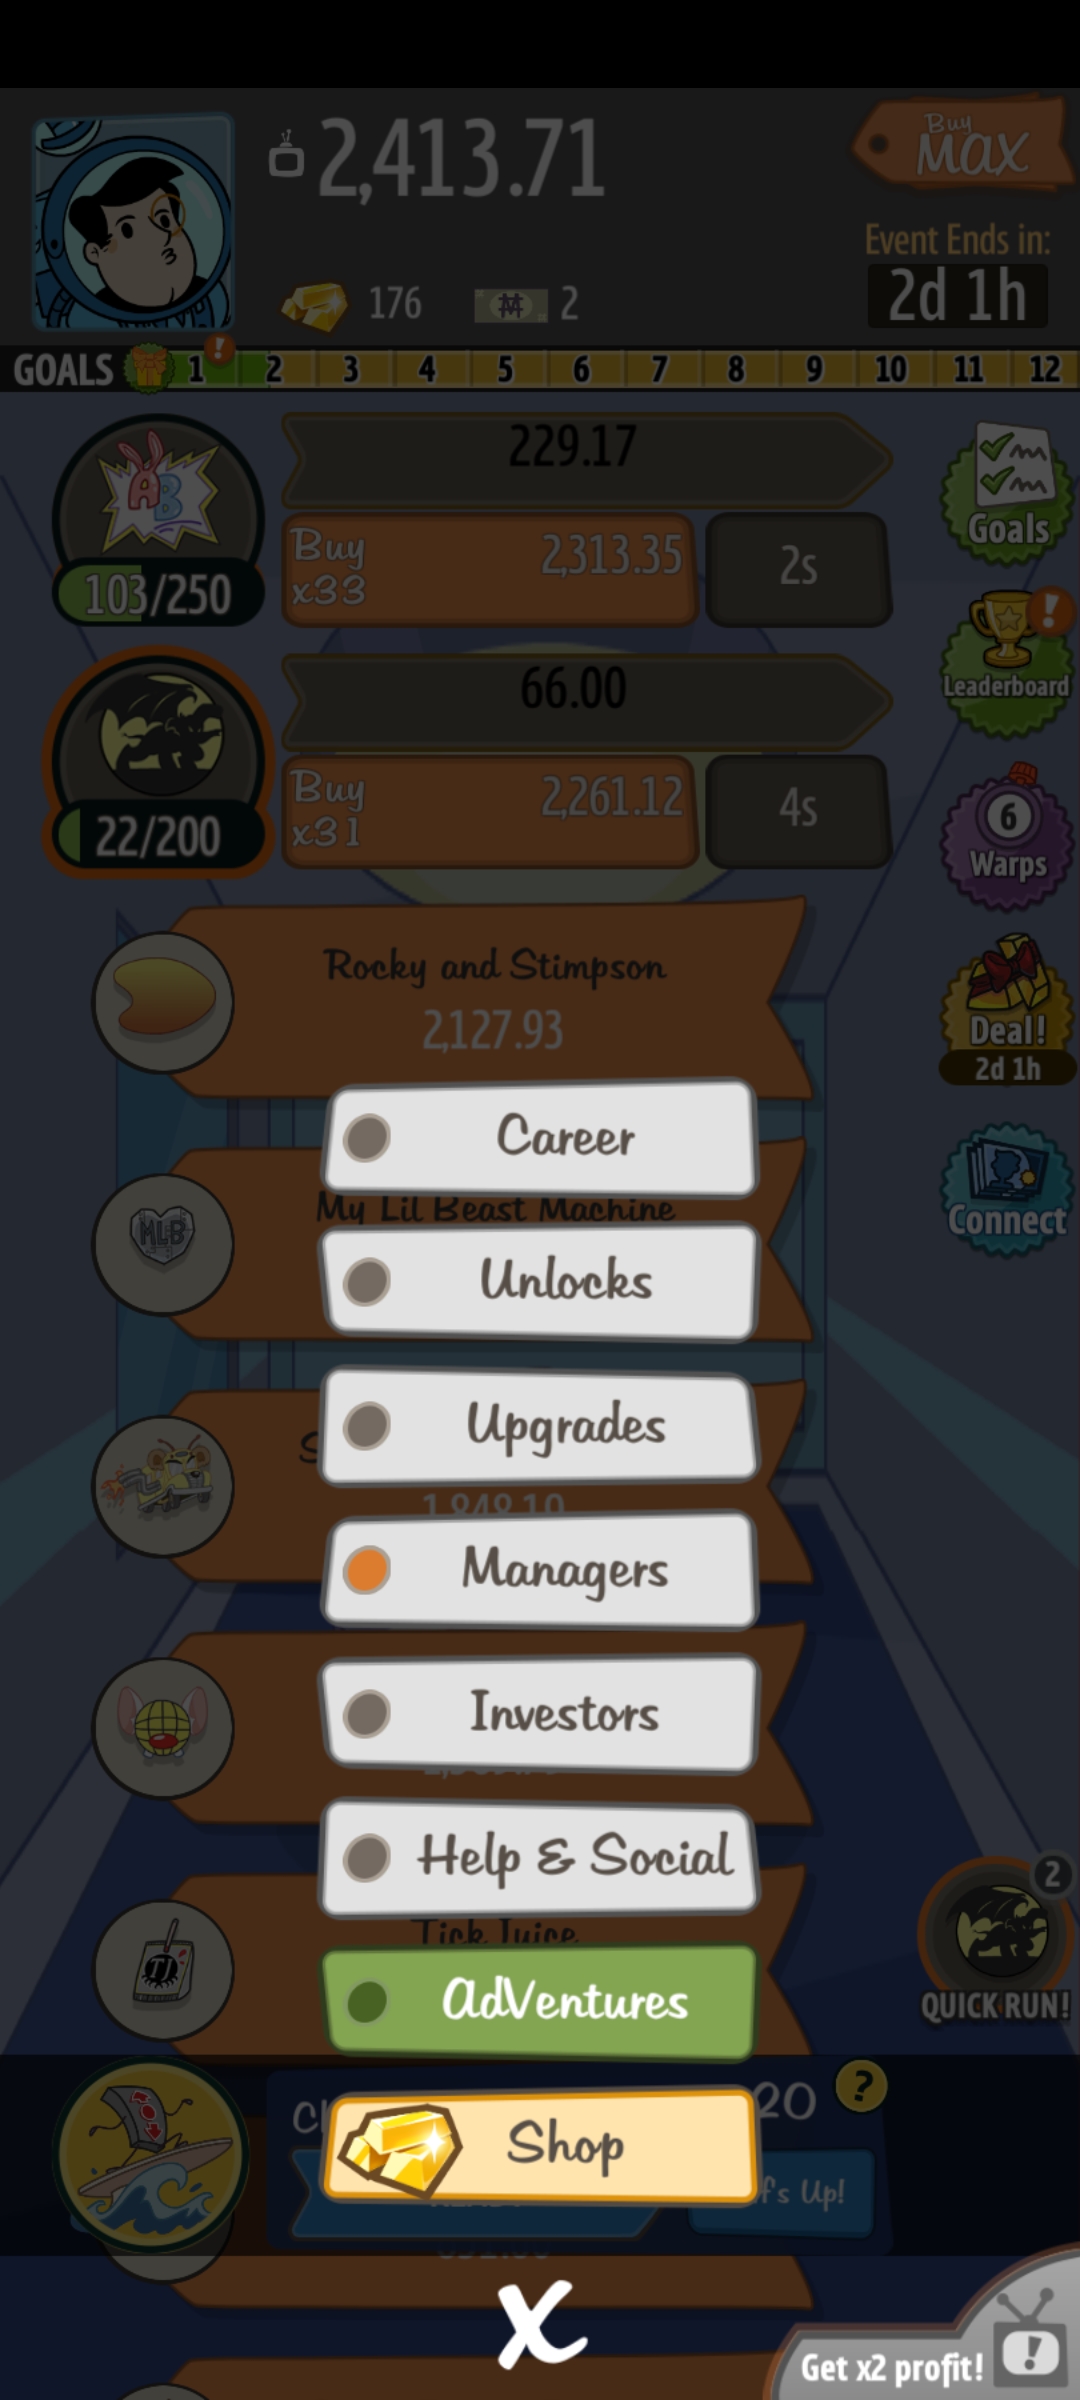 2,413.71
Buy
MAX
Event Ends in:
2d 1h
176
2
GOALS 1 ! 2 3 4 5 6 7 8 9 10 11 12
AB
229.17
Buy
x33
2,313.35
2s
103/250
Goals
66.00
Buy
x31
2,261.12
4s
22/200
!
Leaderboard
6
Warps
Rocky and Stimpson
2,127.93
Deal!
2d 1h
Career
MLB
My Lil Beast Machine
Connect
Unlocks
Upgrades
1,848.10
Managers
Investors
Help & Social
TJ
Tick Juice
2
QUICK RUN!
AdVentures
20
?
Shop
f's Up!
X
Get x2 profit!
!